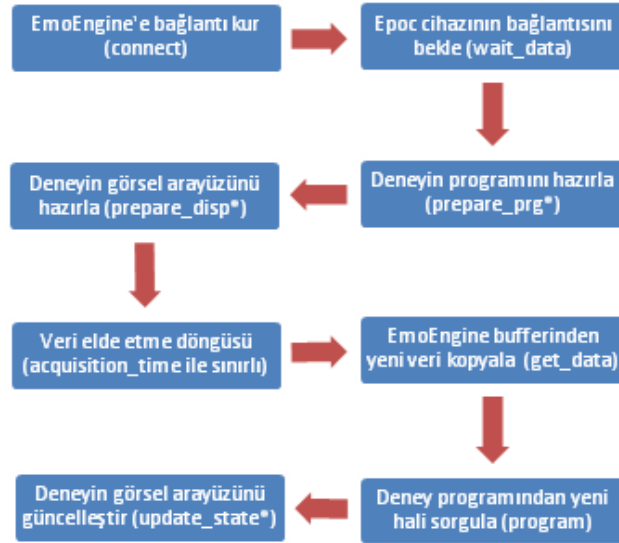 EmoEngine'e bağlantı kur
(connect)
Epoc cihazının bağlantısını
bekle (wait_data)
Deneyin programını hazırla
(prepare_prg*)
Deneyin görsel arayüzünü
hazırla (prepare_disp*)
Veri elde etme döngüsü
(acquisition_time ile sınırlı)
EmoEngine bufferinden
yeni veri kopyala (get_data)
Deney programından yeni
hali sorgula (program)
Deneyin görsel arayüzünü
güncelleştir (update_state*)